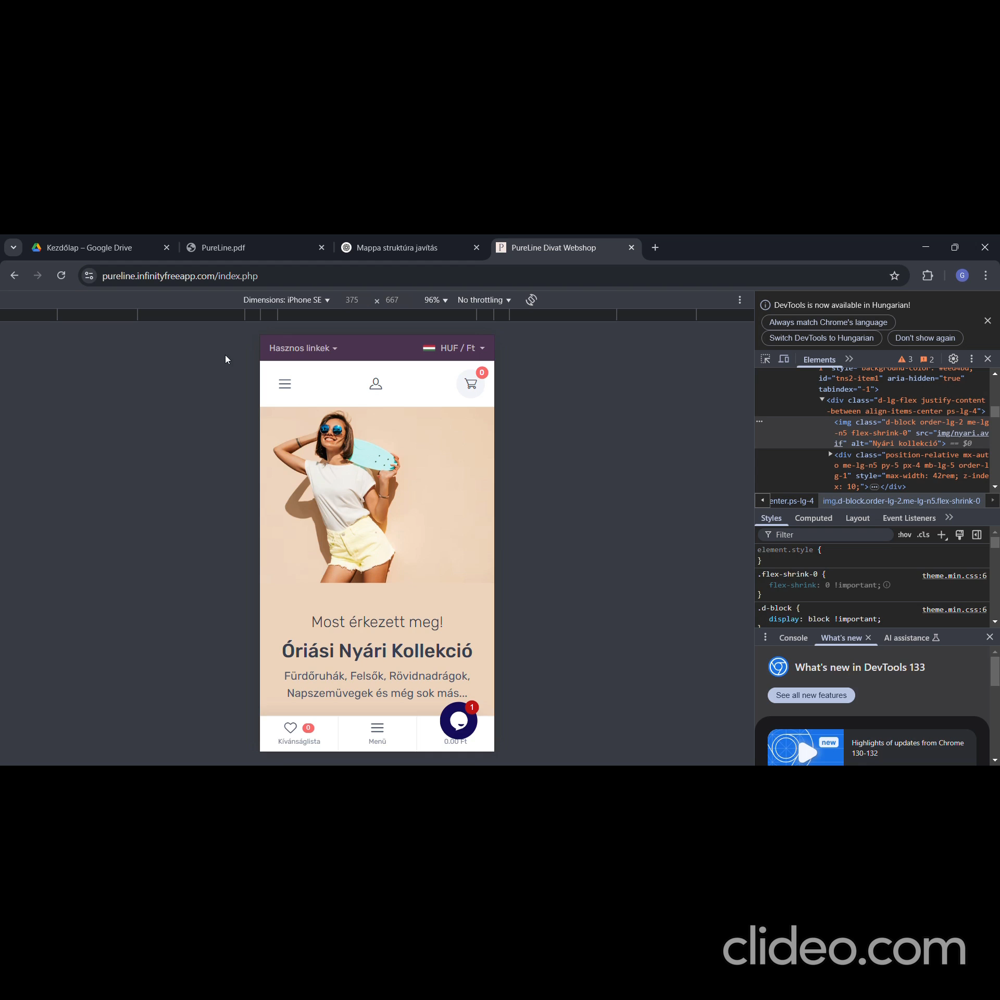 Kezdőlap – Google Drive
PureLine.pdf
Mappa struktúra javítás
P
PureLine Divat Webshop
pureline.infinityfreeapp.com/index.php
G
Dimensions: iPhone SE
375
×
667
96%
No throttling
DevTools is now available in Hungarian!
Always match Chrome's language
Switch DevTools to Hungarian
Don't show again
Elements
3
2
1" style="background-color: #eed4bd;
id="tns2-item1" aria-hidden="true"
tabindex="-1">
<div class="d-lg-flex justify-content
-between align-items-center ps-lg-4">
<img class="d-block order-lg-2 me-lg
-n5 flex-shrink-0" src="img/nyari.av
if" alt="Nyári kollekció"> == $0
<div class="position-relative mx-aut
o me-lg-n5 py-5 px-4 mb-lg-5 order-l
g-1" style="max-width: 42rem; z-inde
x: 10;">…</div>
enter.ps-lg-4
img.d-block.order-lg-2.me-lg-n5.flex-shrink-0
Styles
Computed
Layout
Event Listeners
Filter
:hov
.cls
element.style {
}
.flex-shrink-0 {
theme.min.css:6
flex-shrink: 0 !important;
}
.d-block {
theme.min.css:6
display: block !important;
Console
What's new
AI assistance
What's new in DevTools 133
See all new features
new
Highlights of updates from Chrome
130-132
Hasznos linkek
HUF / Ft
0
Most érkezett meg!
Óriási Nyári Kollekció
Fürdőruhák, Felsők, Rövidnadrágok,
Napszemüvegek és még sok más...
1
0
Kívánságlista
Menü
0.00 Ft
clideo.com